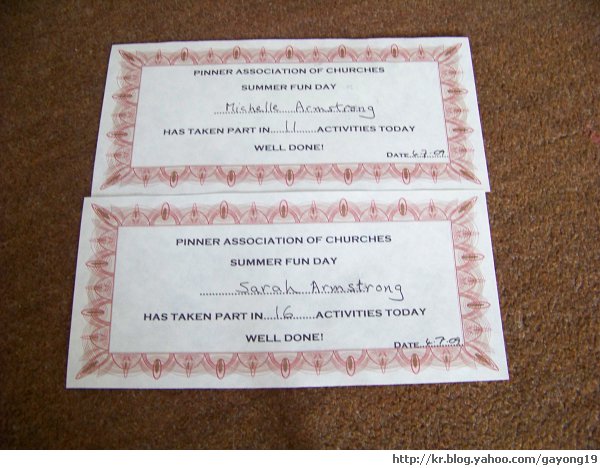 PINNER ASSOCIATION OF CHURCHES
SUMMER FUN DAY
Michelle Armstrong
HAS TAKEN PART IN....11......ACTIVITIES TODAY
WELL DONE!
DATE 4.7.09
PINNER ASSOCIATION OF CHURCHES
SUMMER FUN DAY
Sarah Armstrong
HAS TAKEN PART IN...16......ACTIVITIES TODAY
WELL DONE!
DATE 4.7.09
http://kr.blog.yahoo.com/gayong19